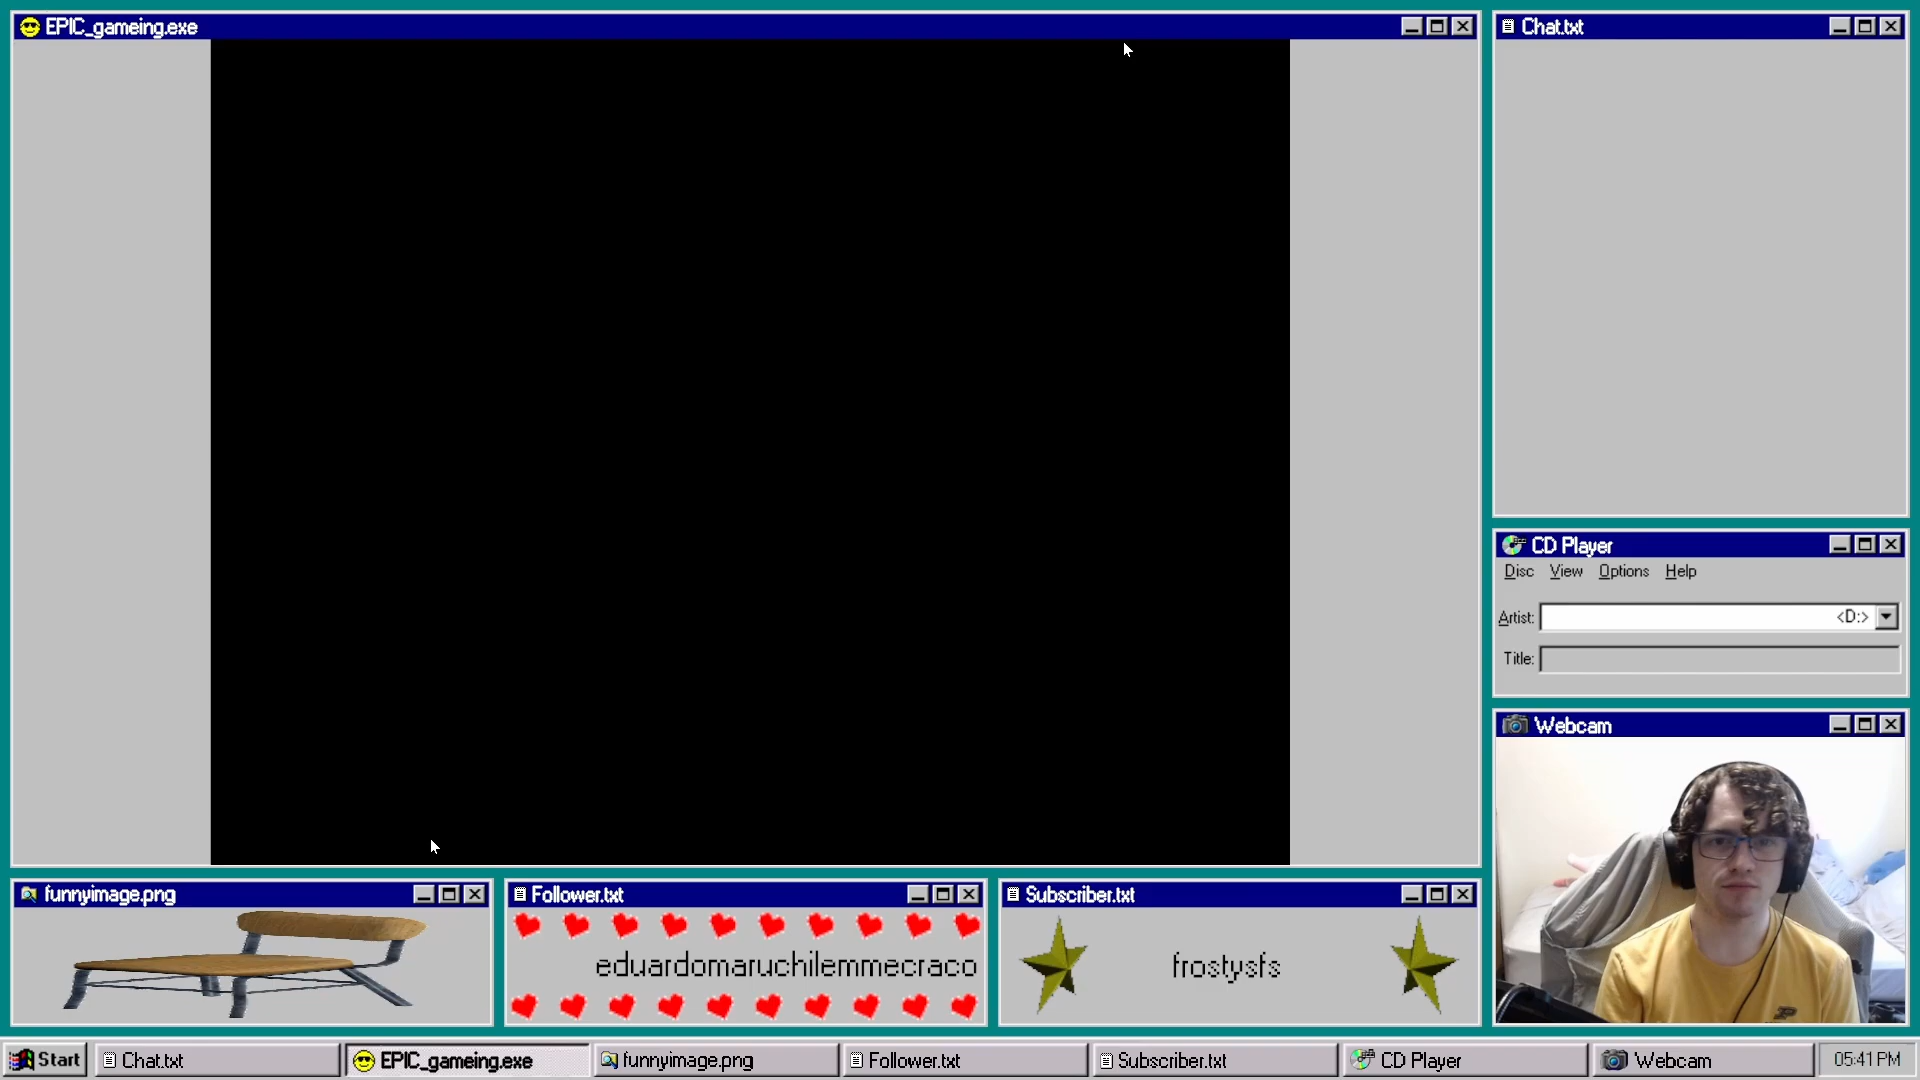 EPIC_gameing.exe
Chat.txt
CD Player
Disc View Options Help
Artist: <D:>
Title:
Webcam
funnyimage.png
Follower.txt
eduardomaruchilemmecraco
Subscriber.txt
frostysfs
Start
Chat.txt
EPIC_gameing.exe
funnyimage.png
Follower.txt
Subscriber.txt
CD Player
Webcam
05:41 PM